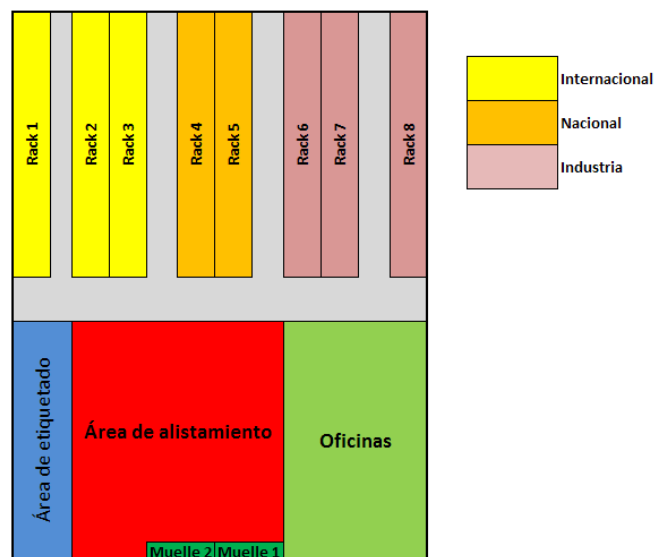 Rack 1
Rack 2
Rack 3
Rack 4
Rack 5
Rack 6
Rack 7
Rack 8
Internacional
Nacional
Industria
Área de etiquetado
Área de alistamiento
Oficinas
Muelle 2
Muelle 1